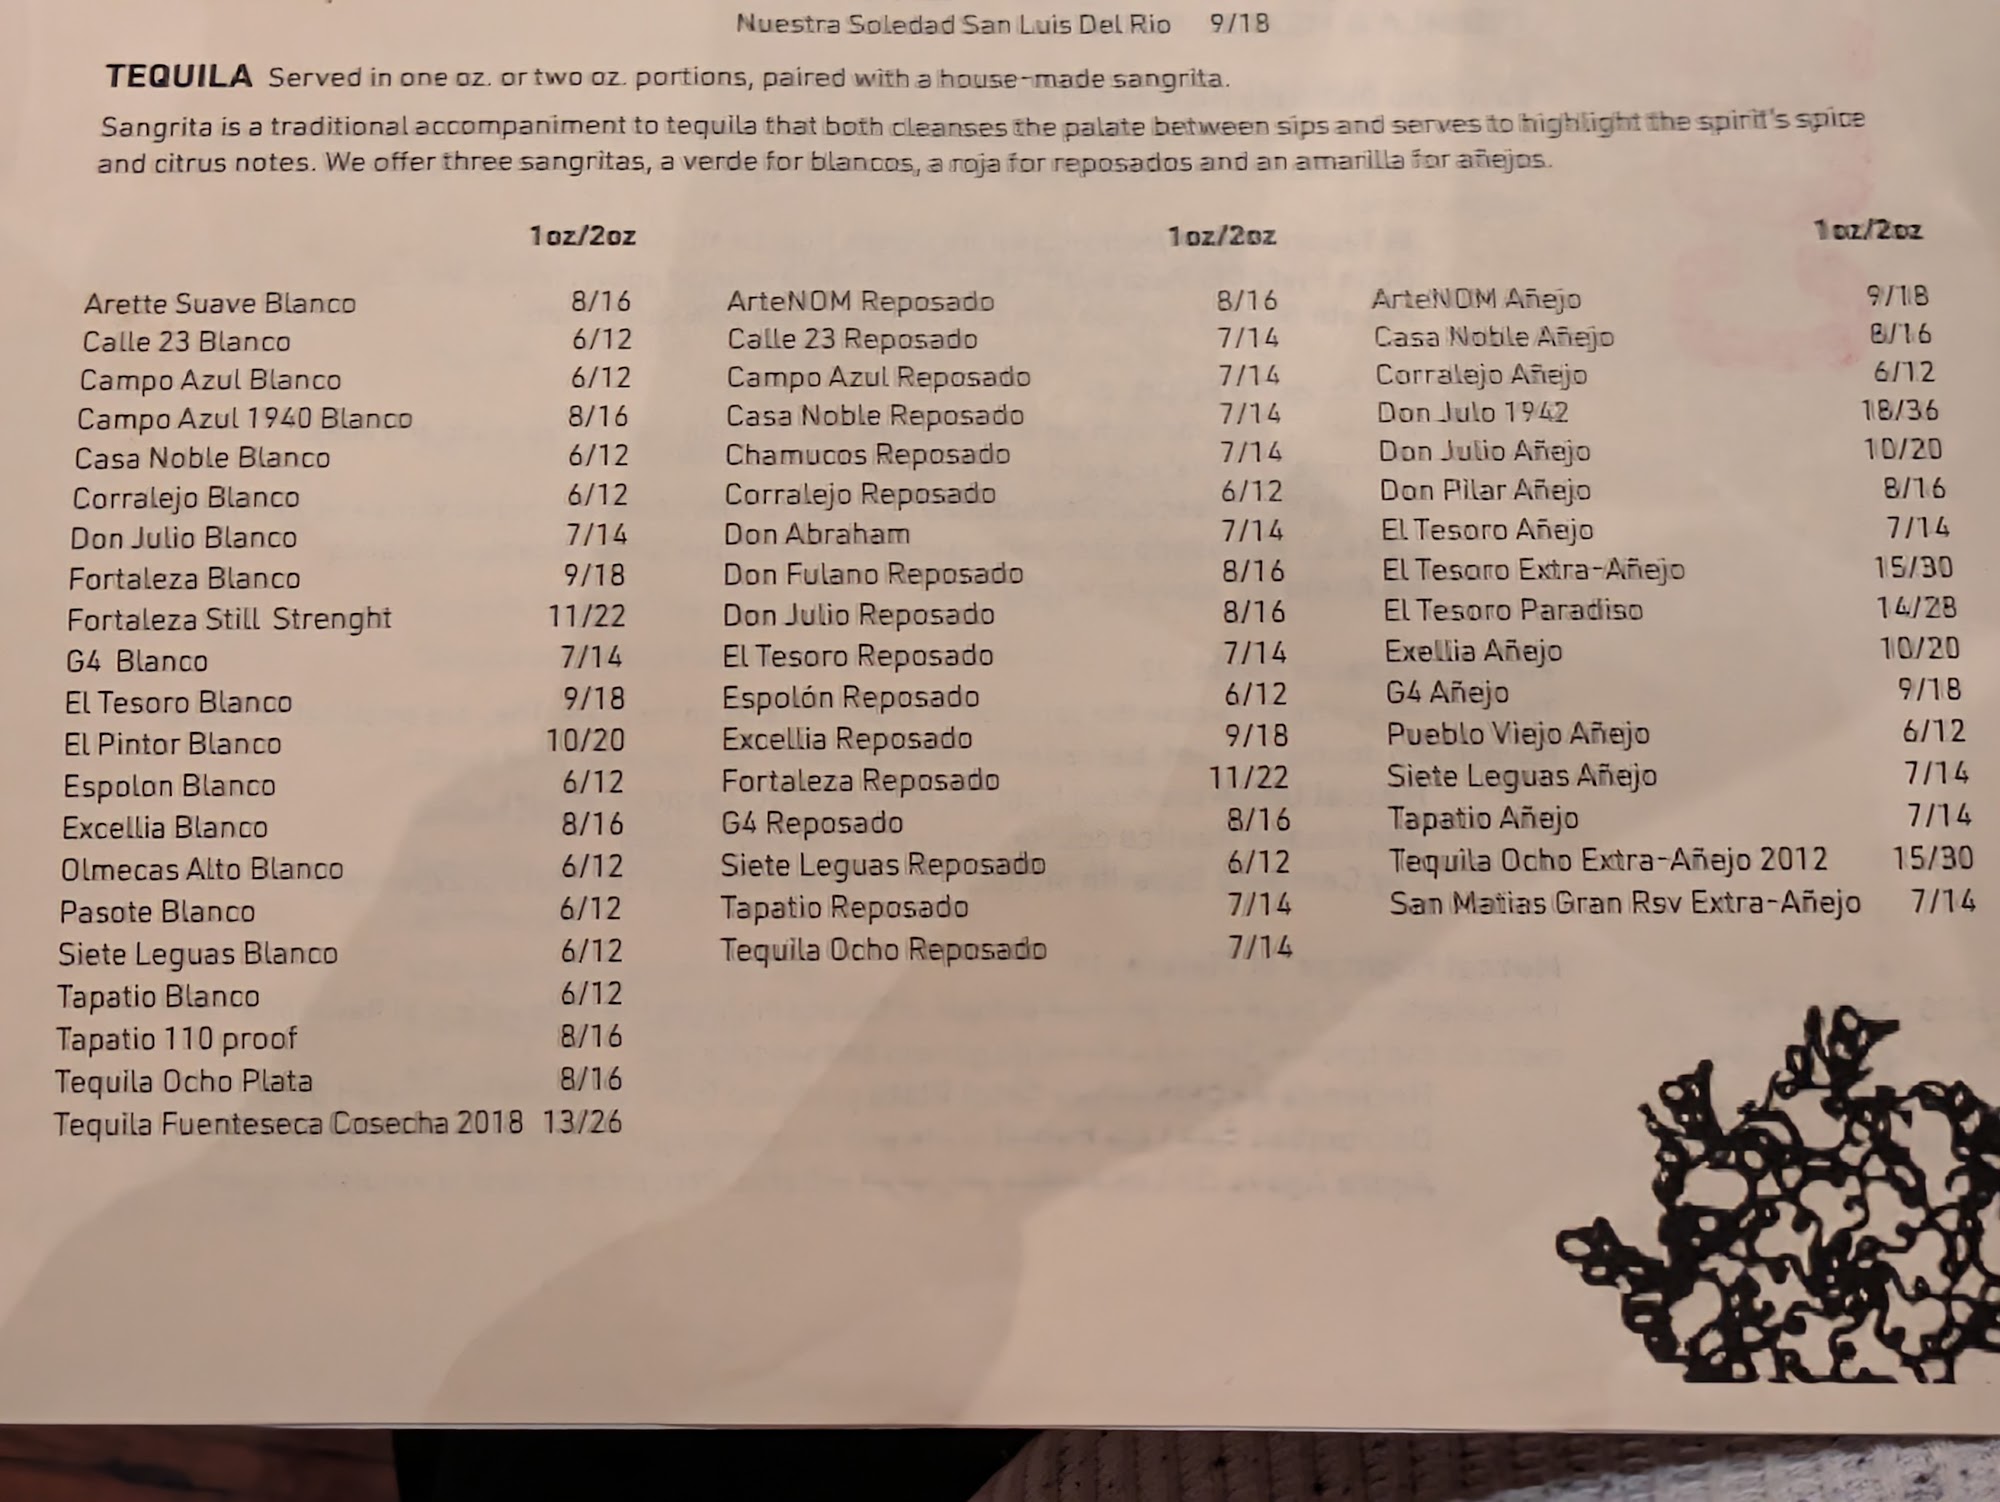 Nuestra Soledad San Luis Del Rio 9/18
TEQUILA Served in one oz. or two oz. portions, paired with a house-made sangrita.
Sangrita is a traditional accompaniment to tequila that both cleanses the palate between sips and serves to highlight the spirit's spice
and citrus notes. We offer three sangritas, a verde for blancos, a roja for reposados and an amarilla for añejos.
1oz/2oz
Arette Suave Blanco 8/16
Calle 23 Blanco 6/12
Campo Azul Blanco 6/12
Campo Azul 1940 Blanco 8/16
Casa Noble Blanco 6/12
Corralejo Blanco 6/12
Don Julio Blanco 7/14
Fortaleza Blanco 9/18
Fortaleza Still Strenght 11/22
G4 Blanco 7/14
El Tesoro Blanco 9/18
El Pintor Blanco 10/20
Espolon Blanco 6/12
Excellia Blanco 8/16
Olmecas Alto Blanco 6/12
Pasote Blanco 6/12
Siete Leguas Blanco 6/12
Tapatio Blanco 6/12
Tapatio 110 proof 8/16
Tequila Ocho Plata 8/16
Tequila Fuenteseca Cosecha 2018 13/26
1oz/2oz
ArteNOM Reposado 8/16
Calle 23 Reposado 7/14
Campo Azul Reposado 7/14
Casa Noble Reposado 7/14
Chamucos Reposado 7/14
Corralejo Reposado 6/12
Don Abraham 7/14
Don Fulano Reposado 8/16
Don Julio Reposado 8/16
El Tesoro Reposado 7/14
Espolón Reposado 6/12
Excellia Reposado 9/18
Fortaleza Reposado 11/22
G4 Reposado 8/16
Siete Leguas Reposado 6/12
Tapatio Reposado 7/14
Tequila Ocho Reposado 7/14
1oz/2oz
ArteNOM Añejo 9/18
Casa Noble Añejo 8/16
Corralejo Añejo 6/12
Don Julo 1942 18/36
Don Julio Añejo 10/20
Don Pilar Añejo 8/16
El Tesoro Añejo 7/14
El Tesoro Extra-Añejo 15/30
El Tesoro Paradiso 14/28
Exellia Añejo 10/20
G4 Añejo 9/18
Pueblo Viejo Añejo 6/12
Siete Leguas Añejo 7/14
Tapatio Añejo 7/14
Tequila Ocho Extra-Añejo 2012 15/30
San Matias Gran Rsv Extra-Añejo 7/14